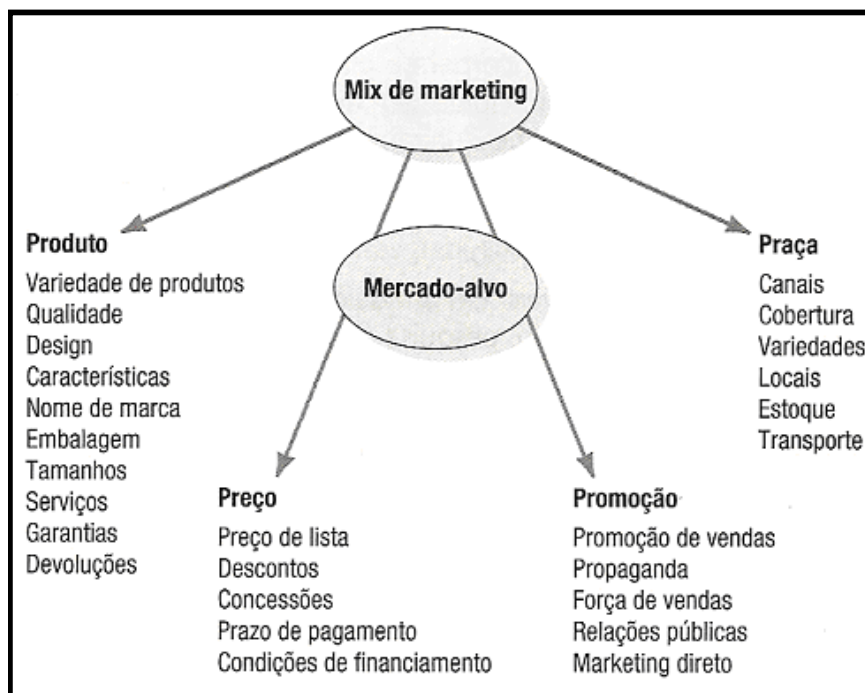 Mix de marketing
Mercado-alvo
Produto
Variedade de produtos
Qualidade
Design
Características
Nome de marca
Embalagem
Tamanhos
Serviços
Garantias
Devoluções
Preço
Preço de lista
Descontos
Concessões
Prazo de pagamento
Condições de financiamento
Promoção
Promoção de vendas
Propaganda
Força de vendas
Relações públicas
Marketing direto
Praça
Canais
Cobertura
Variedades
Locais
Estoque
Transporte